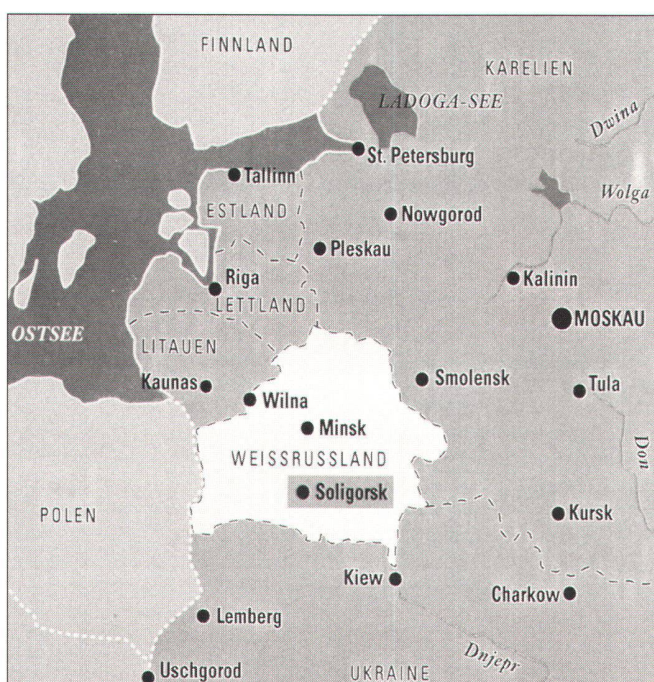 FINNLAND
KARELIEN
LADOGA-SEE
Dwina
St. Petersburg
Tallinn
Wolga
ESTLAND
Nowgorod
Pleskau
Riga
Kalinin
LETTLAND
MOSKAU
OSTSEE
LITAUEN
Kaunas
Smolensk
Tula
Wilna
Minsk
WEISSRUSSLAND
Don
Soligorsk
POLEN
Kursk
Kiew
Charkow
Lemberg
Dnjepr
Uschgorod
UKRAINE